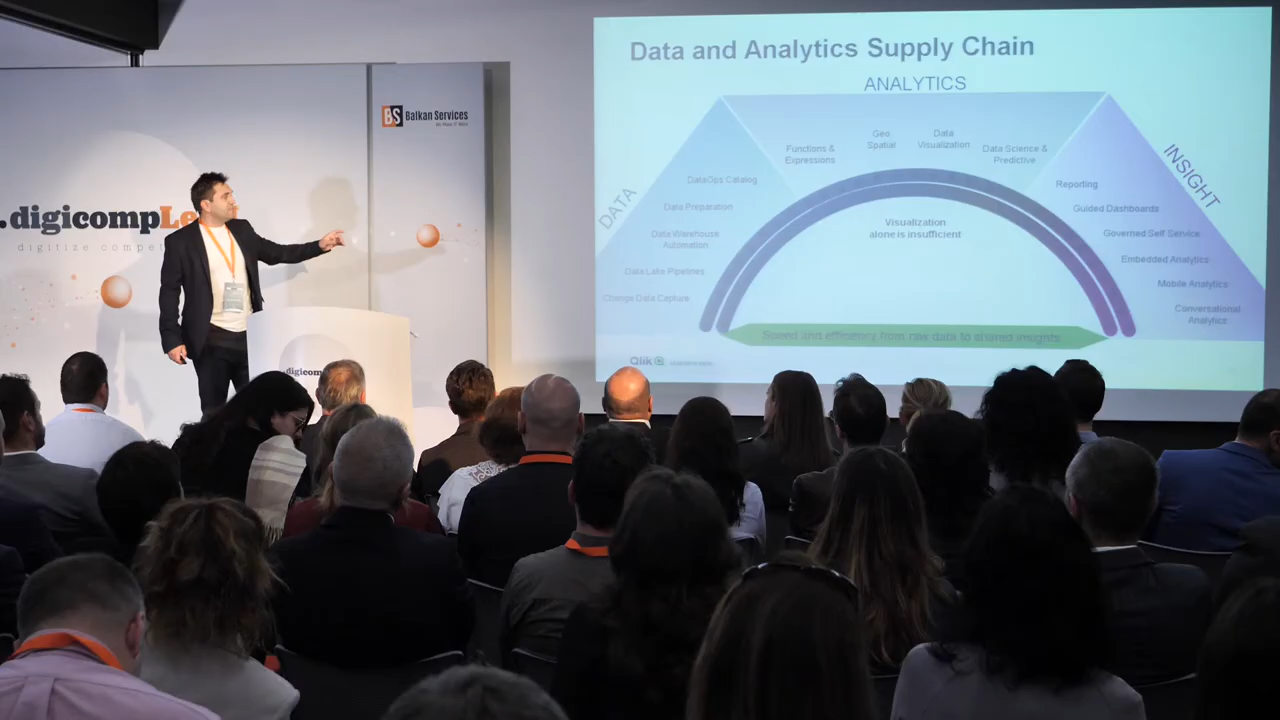 BS Balkan Services
.digicompLe
digitize compe
digicom
Data and Analytics Supply Chain
ANALYTICS
DATA
INSIGHT
Functions &
Expressions
Geo
Spatial
Data
Visualization
Data Science &
Predictive
DataOps Catalog
Data Preparation
Data Warehouse
Automation
Data Lake Pipelines
Change Data Capture
Visualization
alone is insufficient
Reporting
Guided Dashboards
Governed Self Service
Embedded Analytics
Mobile Analytics
Conversational
Analytics
Speed and efficiency from raw data to shared insights
Qlik